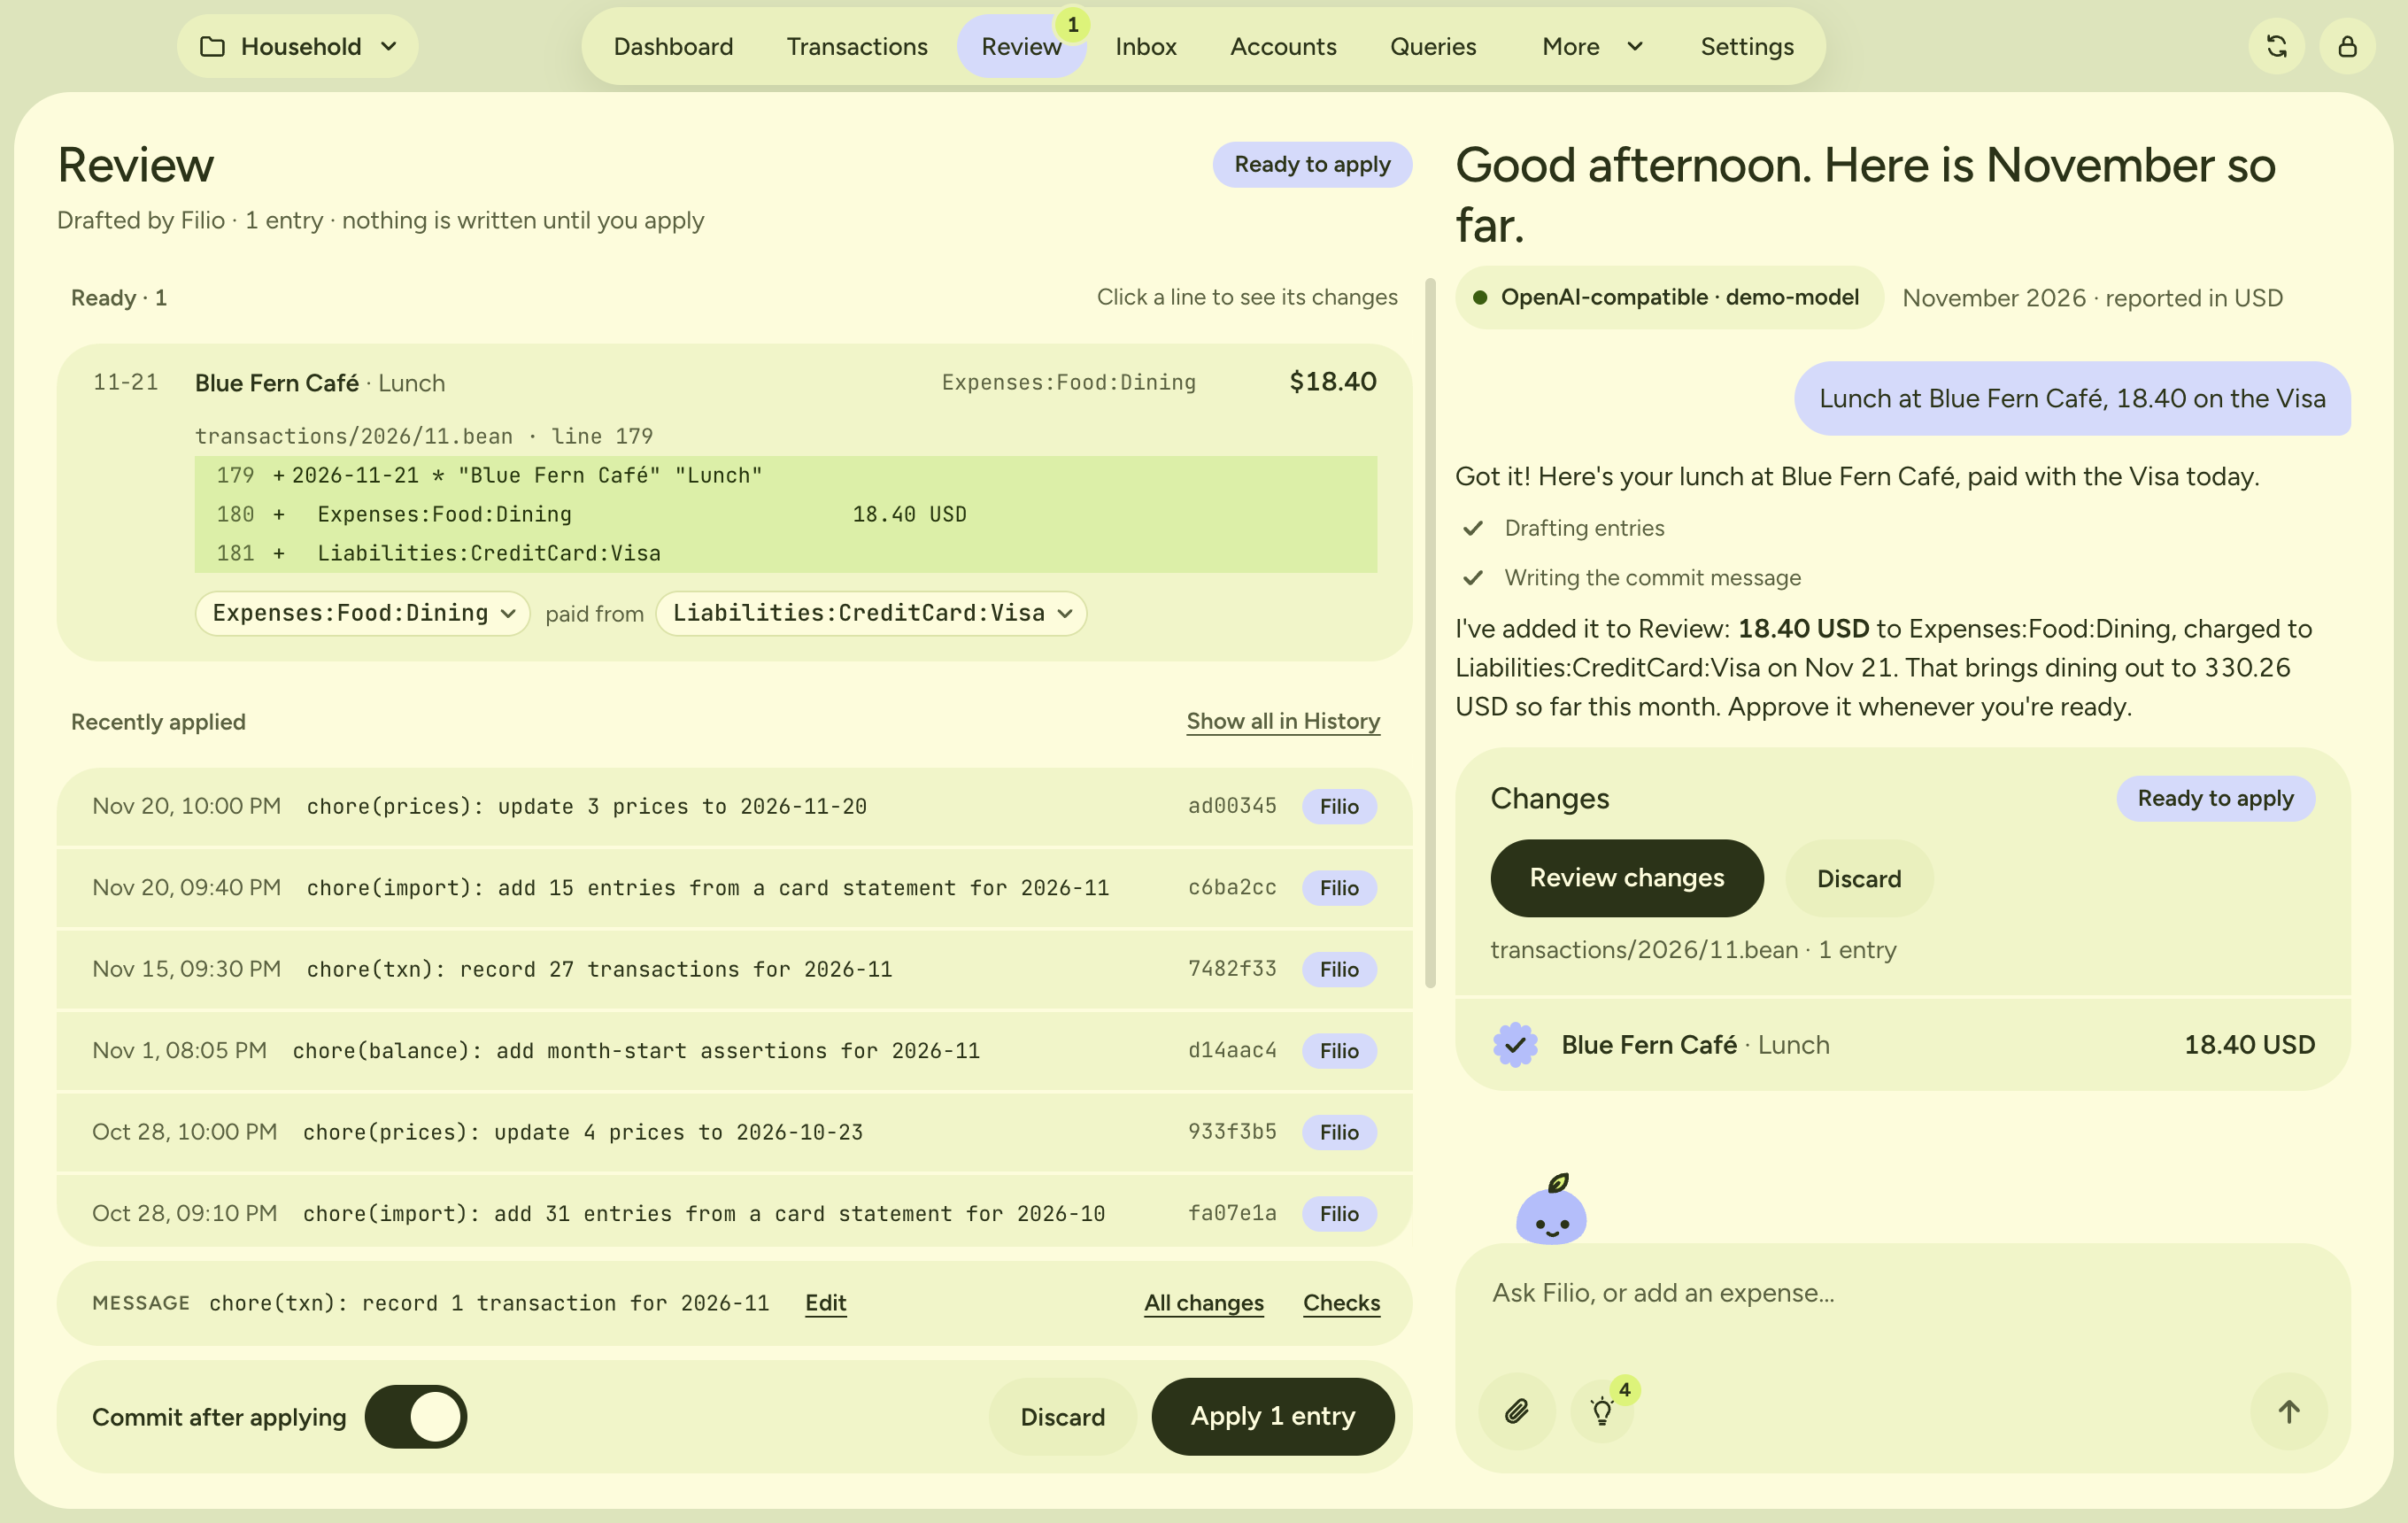 Household
Dashboard
Transactions
Review
1
Inbox
Accounts
Queries
More
Settings
Review
Ready to apply
Drafted by Filio · 1 entry · nothing is written until you apply
Ready · 1
Click a line to see its changes
11-21 Blue Fern Café · Lunch Expenses:Food:Dining $18.40
transactions/2026/11.bean · line 179
179 +2026-11-21 * "Blue Fern Café" "Lunch"
180 + Expenses:Food:Dining 18.40 USD
181 + Liabilities:CreditCard:Visa
Expenses:Food:Dining paid from Liabilities:CreditCard:Visa
Recently applied
Show all in History
Nov 20, 10:00 PM chore(prices): update 3 prices to 2026-11-20 ad00345 Filio
Nov 20, 09:40 PM chore(import): add 15 entries from a card statement for 2026-11 c6ba2cc Filio
Nov 15, 09:30 PM chore(txn): record 27 transactions for 2026-11 7482f33 Filio
Nov 1, 08:05 PM chore(balance): add month-start assertions for 2026-11 d14aac4 Filio
Oct 28, 10:00 PM chore(prices): update 4 prices to 2026-10-23 933f3b5 Filio
Oct 28, 09:10 PM chore(import): add 31 entries from a card statement for 2026-10 fa07e1a Filio
MESSAGE chore(txn): record 1 transaction for 2026-11 Edit All changes Checks
Commit after applying
Discard
Apply 1 entry
Good afternoon. Here is November so
far.
OpenAI-compatible · demo-model
November 2026 · reported in USD
Lunch at Blue Fern Café, 18.40 on the Visa
Got it! Here's your lunch at Blue Fern Café, paid with the Visa today.
Drafting entries
Writing the commit message
I've added it to Review: 18.40 USD to Expenses:Food:Dining, charged to
Liabilities:CreditCard:Visa on Nov 21. That brings dining out to 330.26
USD so far this month. Approve it whenever you're ready.
Changes
Ready to apply
Review changes
Discard
transactions/2026/11.bean · 1 entry
Blue Fern Café · Lunch 18.40 USD
Ask Filio, or add an expense...
4